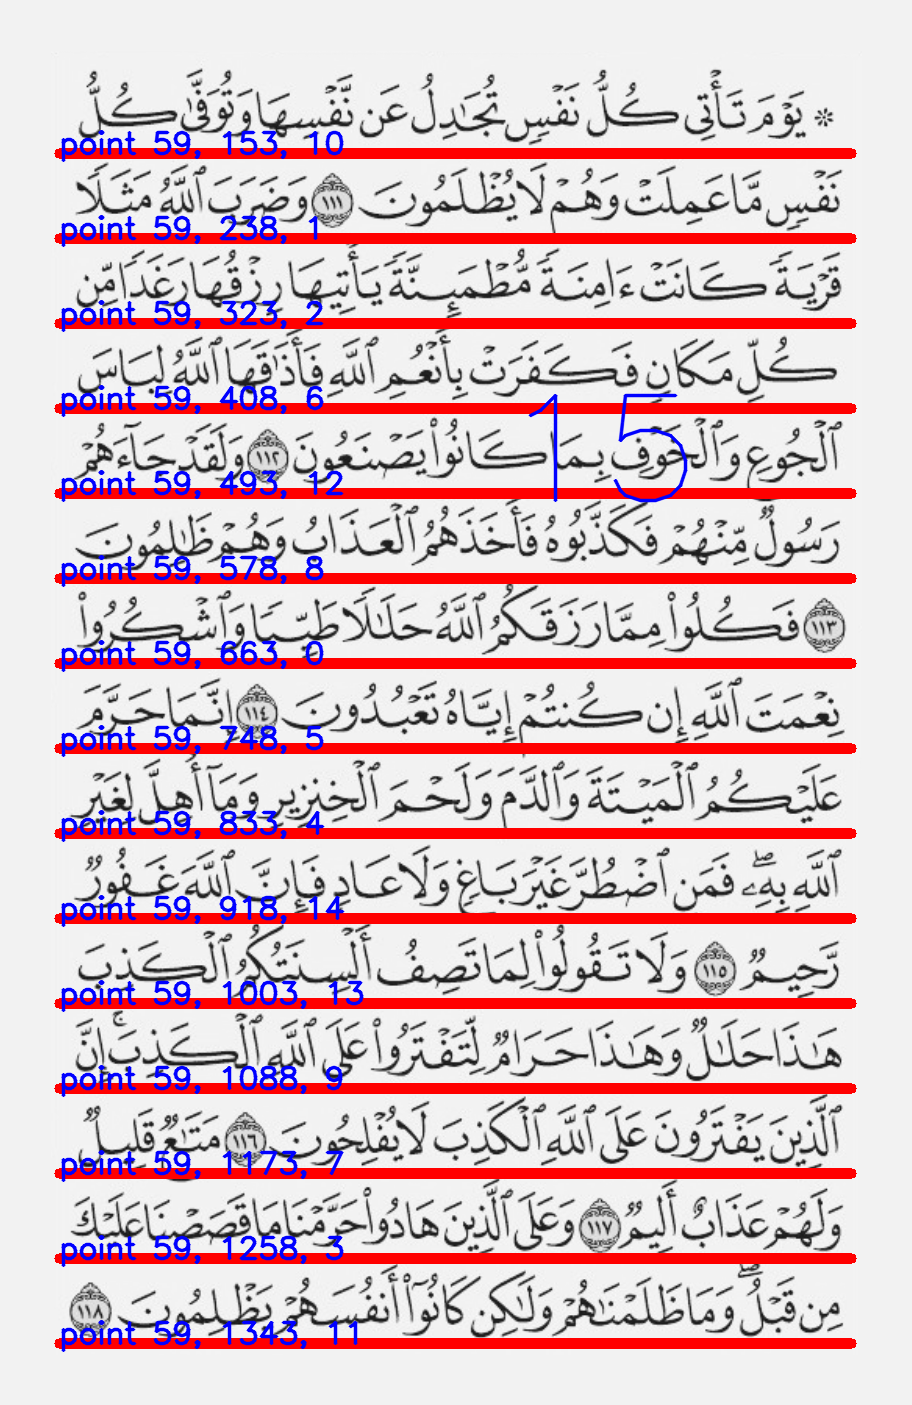 ۞ يَوْمَ تَأْتِى كُلُّ نَفْسٍ تُجَٰدِلُ عَن نَّفْسِهَا وَتُوَفَّىٰ كُلُّ
point 59, 153, 10
نَفْسٍ مَّا عَمِلَتْ وَهُمْ لَا يُظْلَمُونَ ١١١ وَضَرَبَ ٱللَّهُ مَثَلًا
point 59, 238, 1
قَرْيَةً كَانَتْ ءَامِنَةً مُّطْمَئِنَّةً يَأْتِيهَا رِزْقُهَا رَغَدًا مِّن
point 59, 323, 2
كُلِّ مَكَانٍ فَكَفَرَتْ بِأَنْعُمِ ٱللَّهِ فَأَذَٰقَهَا ٱللَّهُ لِبَاسَ
point 59, 408, 6
15
ٱلْجُوعِ وَٱلْخَوْفِ بِمَا كَانُوا۟ يَصْنَعُونَ ١١٢ وَلَقَدْ جَآءَهُمْ
point 59, 493, 12
رَسُولٌ مِّنْهُمْ فَكَذَّبُوهُ فَأَخَذَهُمُ ٱلْعَذَابُ وَهُمْ ظَٰلِمُونَ
point 59, 578, 8
١١٣ فَكُلُوا۟ مِمَّا رَزَقَكُمُ ٱللَّهُ حَلَٰلًا طَيِّبًا وَٱشْكُرُوا۟
point 59, 663, 0
نِعْمَتَ ٱللَّهِ إِن كُنتُمْ إِيَّاهُ تَعْبُدُونَ ١١٤ إِنَّمَا حَرَّمَ
point 59, 748, 5
عَلَيْكُمُ ٱلْمَيْتَةَ وَٱلدَّمَ وَلَحْمَ ٱلْخِنزِيرِ وَمَآ أُهِلَّ لِغَيْرِ
point 59, 833, 4
ٱللَّهِ بِهِۦۖ فَمَنِ ٱضْطُرَّ غَيْرَ بَاغٍ وَلَا عَادٍ فَإِنَّ ٱللَّهَ غَفُورٌ
point 59, 918, 14
رَّحِيمٌ ١١٥ وَلَا تَقُولُوا۟ لِمَا تَصِفُ أَلْسِنَتُكُمُ ٱلْكَذِبَ
point 59, 1003, 13
هَٰذَا حَلَٰلٌ وَهَٰذَا حَرَامٌ لِّتَفْتَرُوا۟ عَلَى ٱللَّهِ ٱلْكَذِبَۚ إِنَّ
point 59, 1088, 9
ٱلَّذِينَ يَفْتَرُونَ عَلَى ٱللَّهِ ٱلْكَذِبَ لَا يُفْلِحُونَ ١١٦ مَتَٰعٌ قَلِيلٌ
point 59, 1173, 7
وَلَهُمْ عَذَابٌ أَلِيمٌ ١١٧ وَعَلَى ٱلَّذِينَ هَادُوا۟ حَرَّمْنَا مَا قَصَصْنَا عَلَيْكَ
point 59, 1258, 3
مِن قَبْلُۖ وَمَا ظَلَمْنَٰهُمْ وَلَٰكِن كَانُوٓا۟ أَنفُسَهُمْ يَظْلِمُونَ ١١٨
point 59, 1343, 11